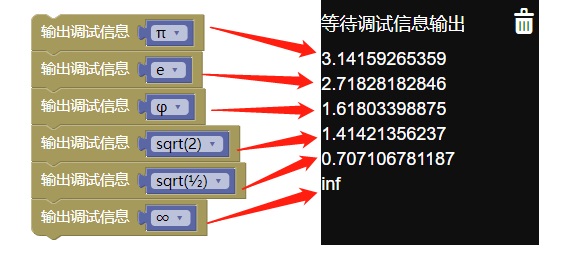 输出调试信息 π
输出调试信息 e
输出调试信息 φ
输出调试信息 sqrt(2)
输出调试信息 sqrt(½)
输出调试信息 ∞
等待调试信息输出
3.14159265359
2.71828182846
1.61803398875
1.41421356237
0.707106781187
inf